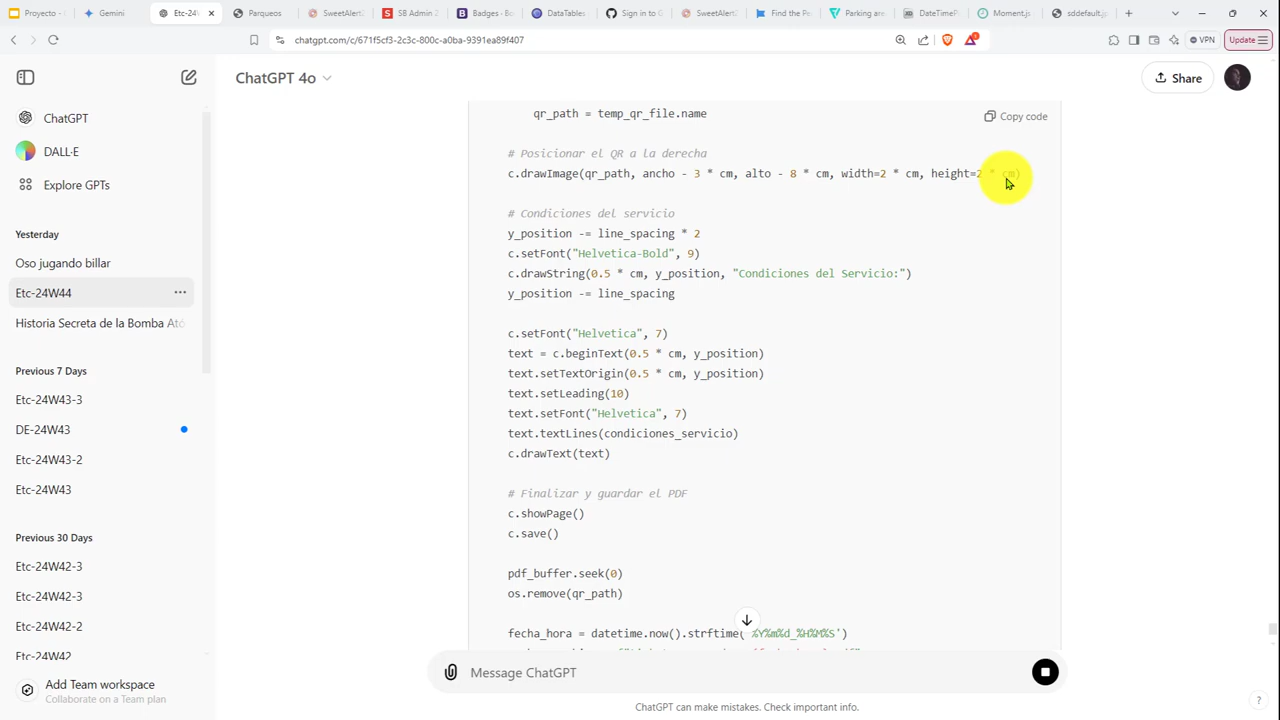 Proyecto -
Gemini
Etc-24
Parqueos
SweetAlert2
SB Admin 2
Badges - Bo
DataTables
Sign in to G
SweetAlert2
Find the Pe
Parking are
DateTimeP
Moment.js
sddefault.jp
chatgpt.com/c/671f5cf3-2c3c-800c-a0ba-9391ea89f407
VPN
Update
ChatGPT 4o
Share
ChatGPT
DALL·E
Explore GPTs
Yesterday
Oso jugando billar
Etc-24W44
Historia Secreta de la Bomba Ató
Previous 7 Days
Etc-24W43-3
DE-24W43
Etc-24W43-2
Etc-24W43
Previous 30 Days
Etc-24W42-3
Etc-24W42-3
Etc-24W42-2
Etc-24W42
Add Team workspace
Collaborate on a Team plan
Copy code
qr_path = temp_qr_file.name
# Posicionar el QR a la derecha
c.drawImage(qr_path, ancho - 3 * cm, alto - 8 * cm, width=2 * cm, height=2 * cm)
# Condiciones del servicio
y_position -= line_spacing * 2
c.setFont("Helvetica-Bold", 9)
c.drawString(0.5 * cm, y_position, "Condiciones del Servicio:")
y_position -= line_spacing
c.setFont("Helvetica", 7)
text = c.beginText(0.5 * cm, y_position)
text.setTextOrigin(0.5 * cm, y_position)
text.setLeading(10)
text.setFont("Helvetica", 7)
text.textLines(condiciones_servicio)
c.drawText(text)
# Finalizar y guardar el PDF
c.showPage()
c.save()
pdf_buffer.seek(0)
os.remove(qr_path)
fecha_hora = datetime.now().strftime('%Y%m%d_%H%M%S')
Message ChatGPT
ChatGPT can make mistakes. Check important info.
?